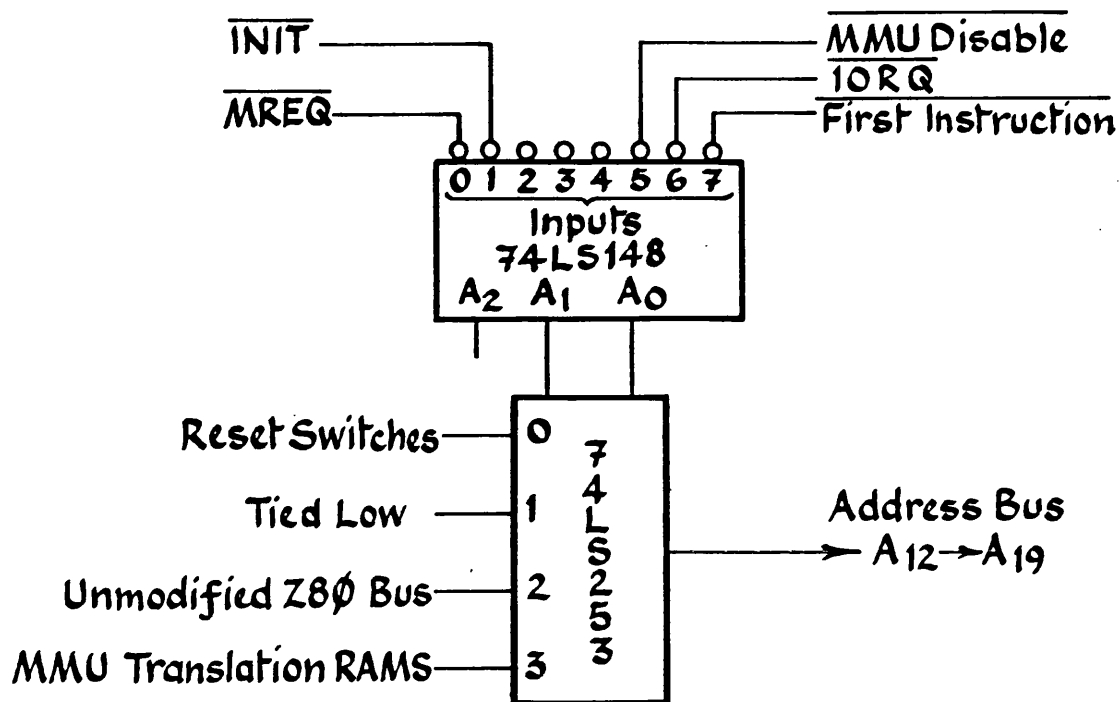 INIT
MREQ
MMU Disable
10RQ
First Instruction
0 1 2 3 4 5 6 7
Inputs
74LS148
A2 A1 A0
Reset Switches
Tied Low
Unmodified Z80 Bus
MMU Translation RAMS
0
1
2
3
74LS253
Address Bus
A12→A19